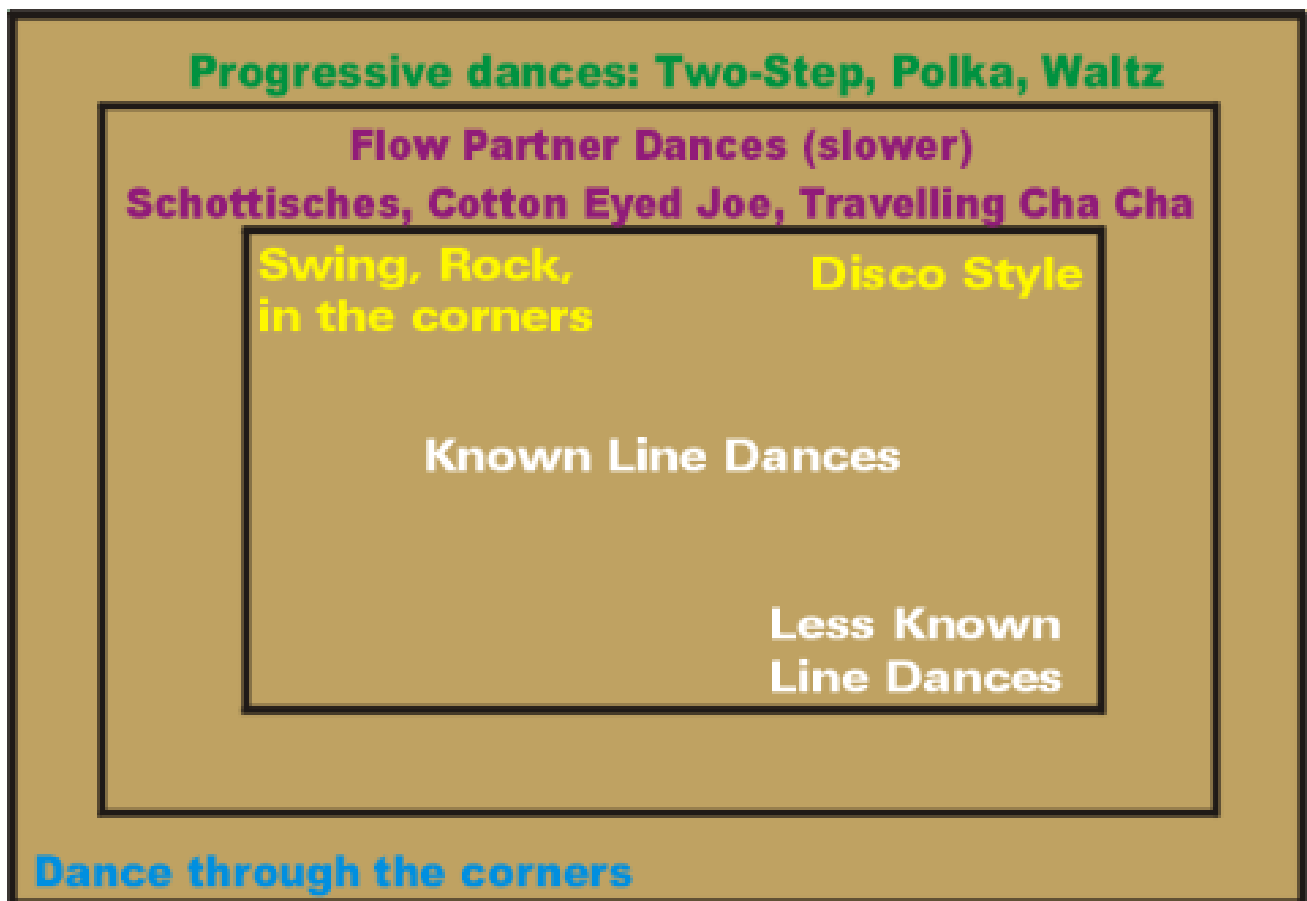 Progressive dances: Two-Step, Polka, Waltz
Flow Partner Dances (slower)
Schottisches, Cotton Eyed Joe, Travelling Cha Cha
Swing, Rock,
in the corners
Disco Style
Known Line Dances
Less Known
Line Dances
Dance through the corners